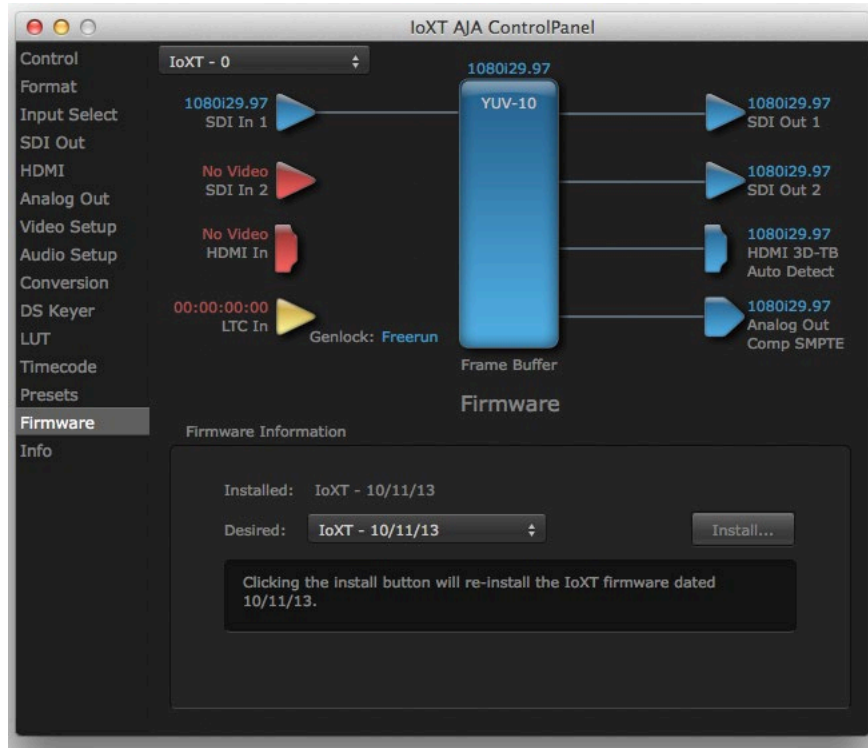 IoXT AJA ControlPanel
Control
Format
Input Select
SDI Out
HDMI
Analog Out
Video Setup
Audio Setup
Conversion
DS Keyer
LUT
Timecode
Presets
Firmware
Info
IoXT - 0
1080i29.97
YUV-10
1080i29.97
SDI In 1
No Video
SDI In 2
No Video
HDMI In
00:00:00:00
LTC In
Genlock: Freerun
Frame Buffer
1080i29.97
SDI Out 1
1080i29.97
SDI Out 2
1080i29.97
HDMI 3D-TB
Auto Detect
1080i29.97
Analog Out
Comp SMPTE
Firmware
Firmware Information
Installed: IoXT - 10/11/13
Desired: IoXT - 10/11/13
Install...
Clicking the install button will re-install the IoXT firmware dated
10/11/13.